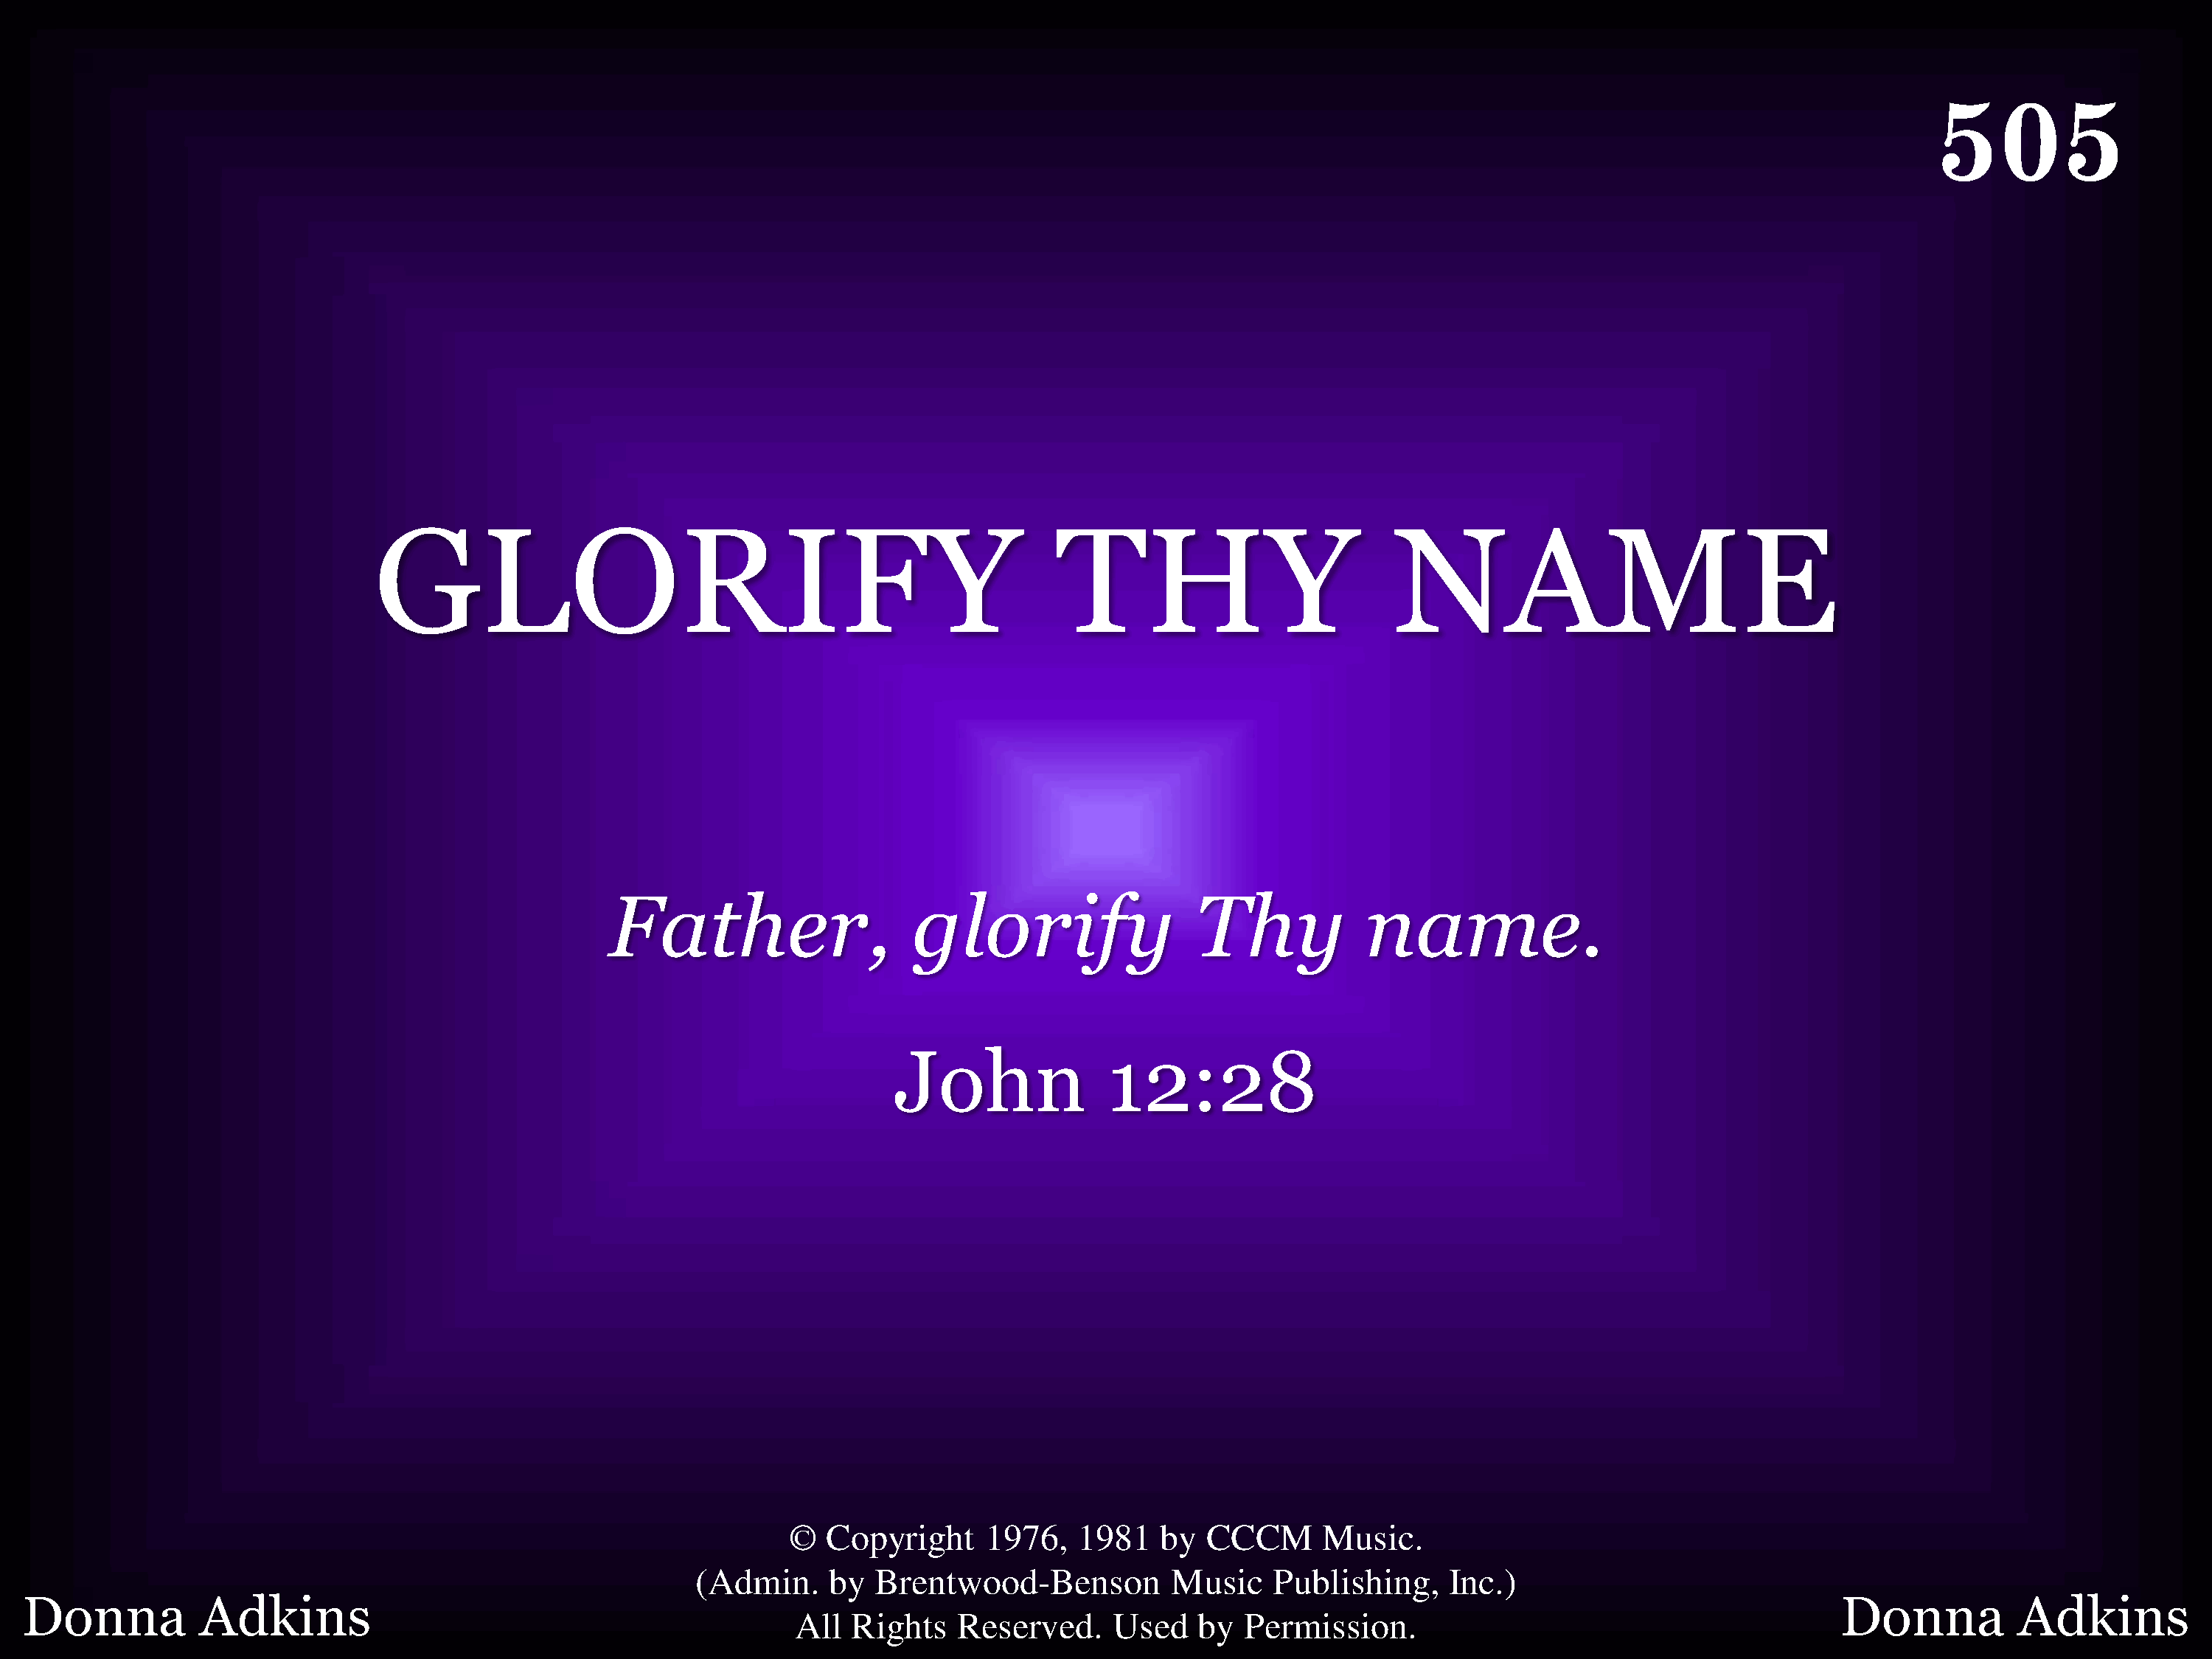 505
GLORIFY THY NAME
Father, glorify Thy name.
John 12:28
© Copyright 1976, 1981 by CCCM Music.
(Admin. by Brentwood-Benson Music Publishing, Inc.)
All Rights Reserved. Used by Permission.
Donna Adkins
Donna Adkins